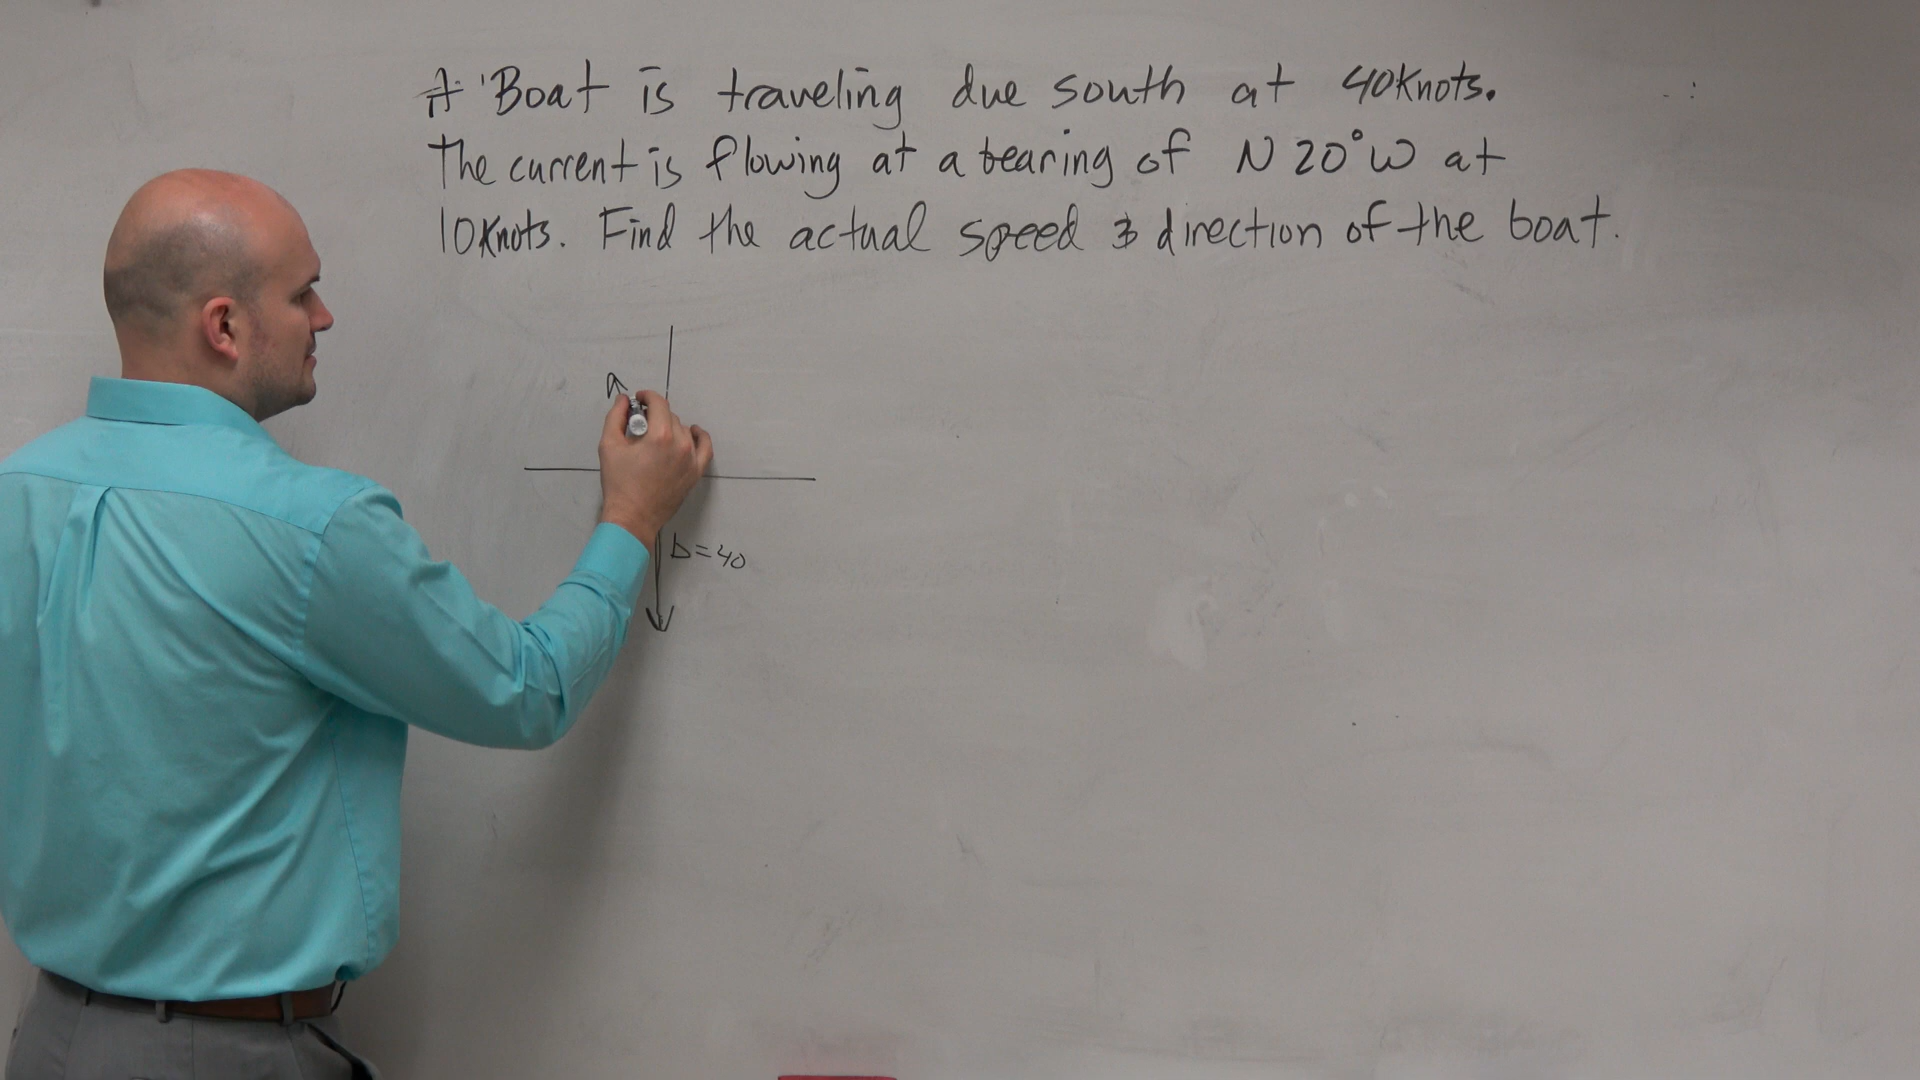 A Boat is traveling due south at 40Knots.
The current is flowing at a bearing of N 20°W at
10Knots. Find the actual speed & direction of the boat.
b=40